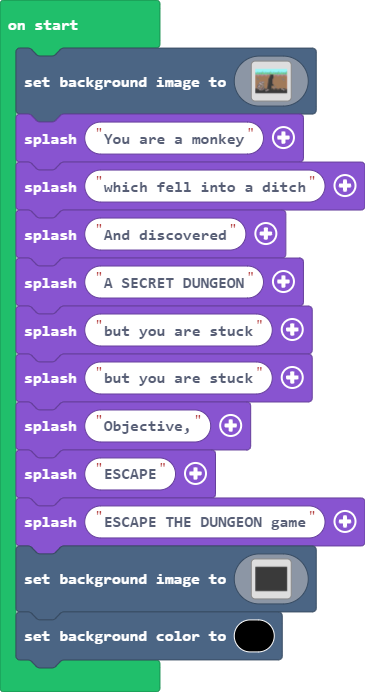 on start
set background image to
splash "You are a monkey"
splash "which fell into a ditch"
splash "And discovered"
splash "A SECRET DUNGEON"
splash "but you are stuck"
splash "but you are stuck"
splash "Objective,"
splash "ESCAPE"
splash "ESCAPE THE DUNGEON game"
set background image to
set background color to